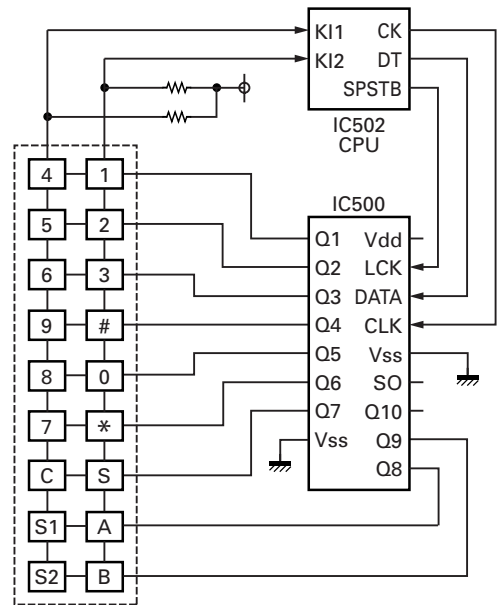 KI1 CK
KI2 DT
SPSTB
IC502
CPU
4 1
IC500
5 2
6 3
9 #
8 0
7 *
C S
S1 A
S2 B
Q1 Vdd
Q2 LCK
Q3 DATA
Q4 CLK
Q5 Vss
Q6 SO
Q7 Q10
Vss Q9
Q8